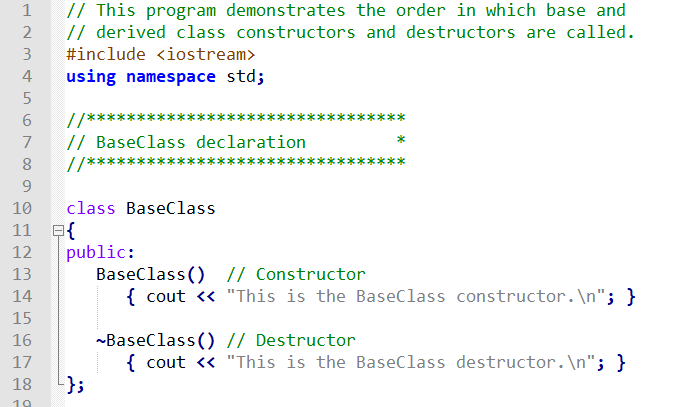 1 // This program demonstrates the order in which base and
2 // derived class constructors and destructors are called.
3 #include <iostream>
4 using namespace std;
5
6 //********************************
7 // BaseClass declaration         *
8 //********************************
9
10 class BaseClass
11 {
12 public:
13    BaseClass()  // Constructor
14       { cout << "This is the BaseClass constructor.\n"; }
15
16    ~BaseClass() // Destructor
17       { cout << "This is the BaseClass destructor.\n"; }
18 };
19